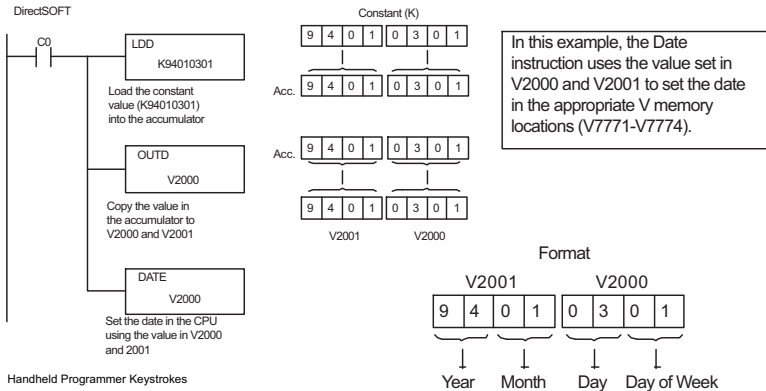 DirectSOFT
C0
LDD
K94010301
Load the constant
value (K94010301)
into the accumulator
OUTD
V2000
Copy the value in
the accumulator to
V2000 and V2001
DATE
V2000
Set the date in the CPU
using the value in V2000
and 2001
Handheld Programmer Keystrokes
Constant (K)
9 4 0 1 0 3 0 1
Acc. 9 4 0 1 0 3 0 1
Acc. 9 4 0 1 0 3 0 1
9 4 0 1 0 3 0 1
V2001 V2000
In this example, the Date
instruction uses the value set in
V2000 and V2001 to set the date
in the appropriate V memory
locations (V7771-V7774).
Format
V2001 V2000
9 4 0 1 0 3 0 1
Year Month Day Day of Week